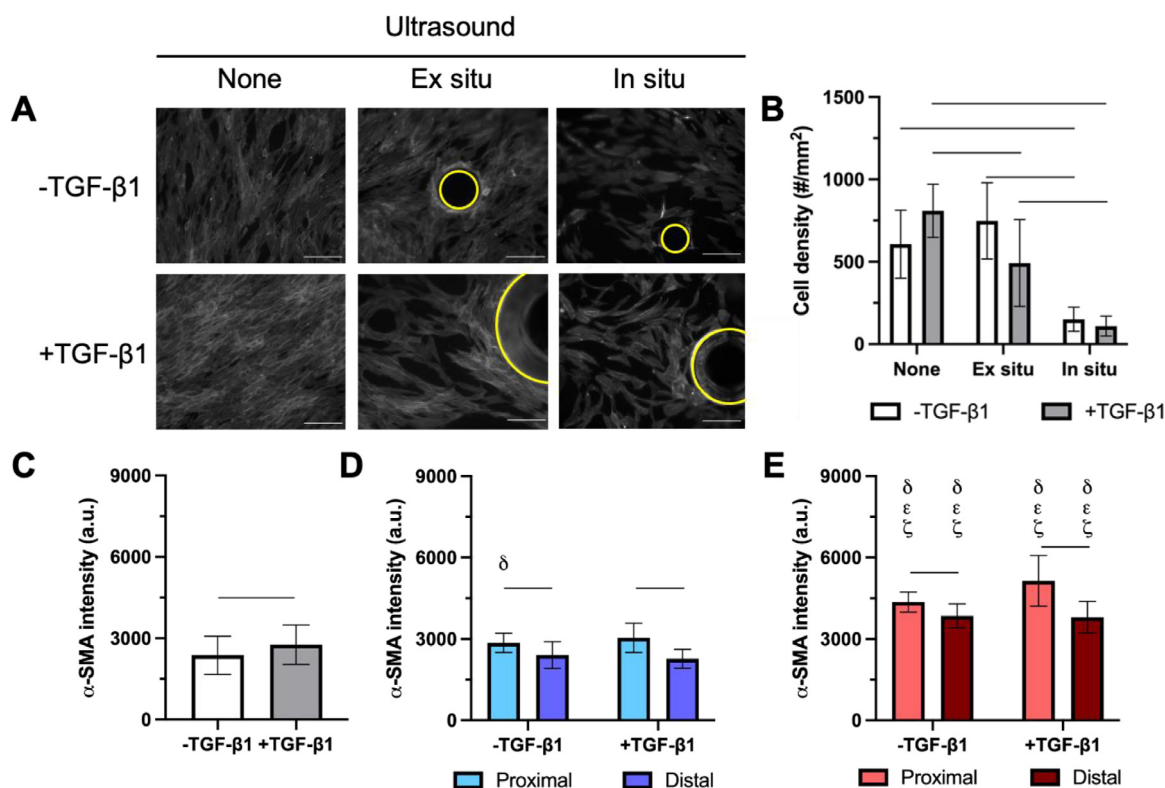 Ultrasound
None Ex situ In situ
A
-TGF-β1
+TGF-β1
B
Cell density (#/mm²)
1500
1000
750
500
250
0
None Ex situ In situ
-TGF-β1 +TGF-β1
C
α-SMA intensity (a.u.)
9000
6000
3000
0
-TGF-β1 +TGF-β1
D
α-SMA intensity (a.u.)
9000
6000
3000
0
δ
-TGF-β1 +TGF-β1
Proximal Distal
E
α-SMA intensity (a.u.)
9000
6000
3000
0
δ δ δ δ
ε ε ε ε
ζ ζ ζ ζ
-TGF-β1 +TGF-β1
Proximal Distal